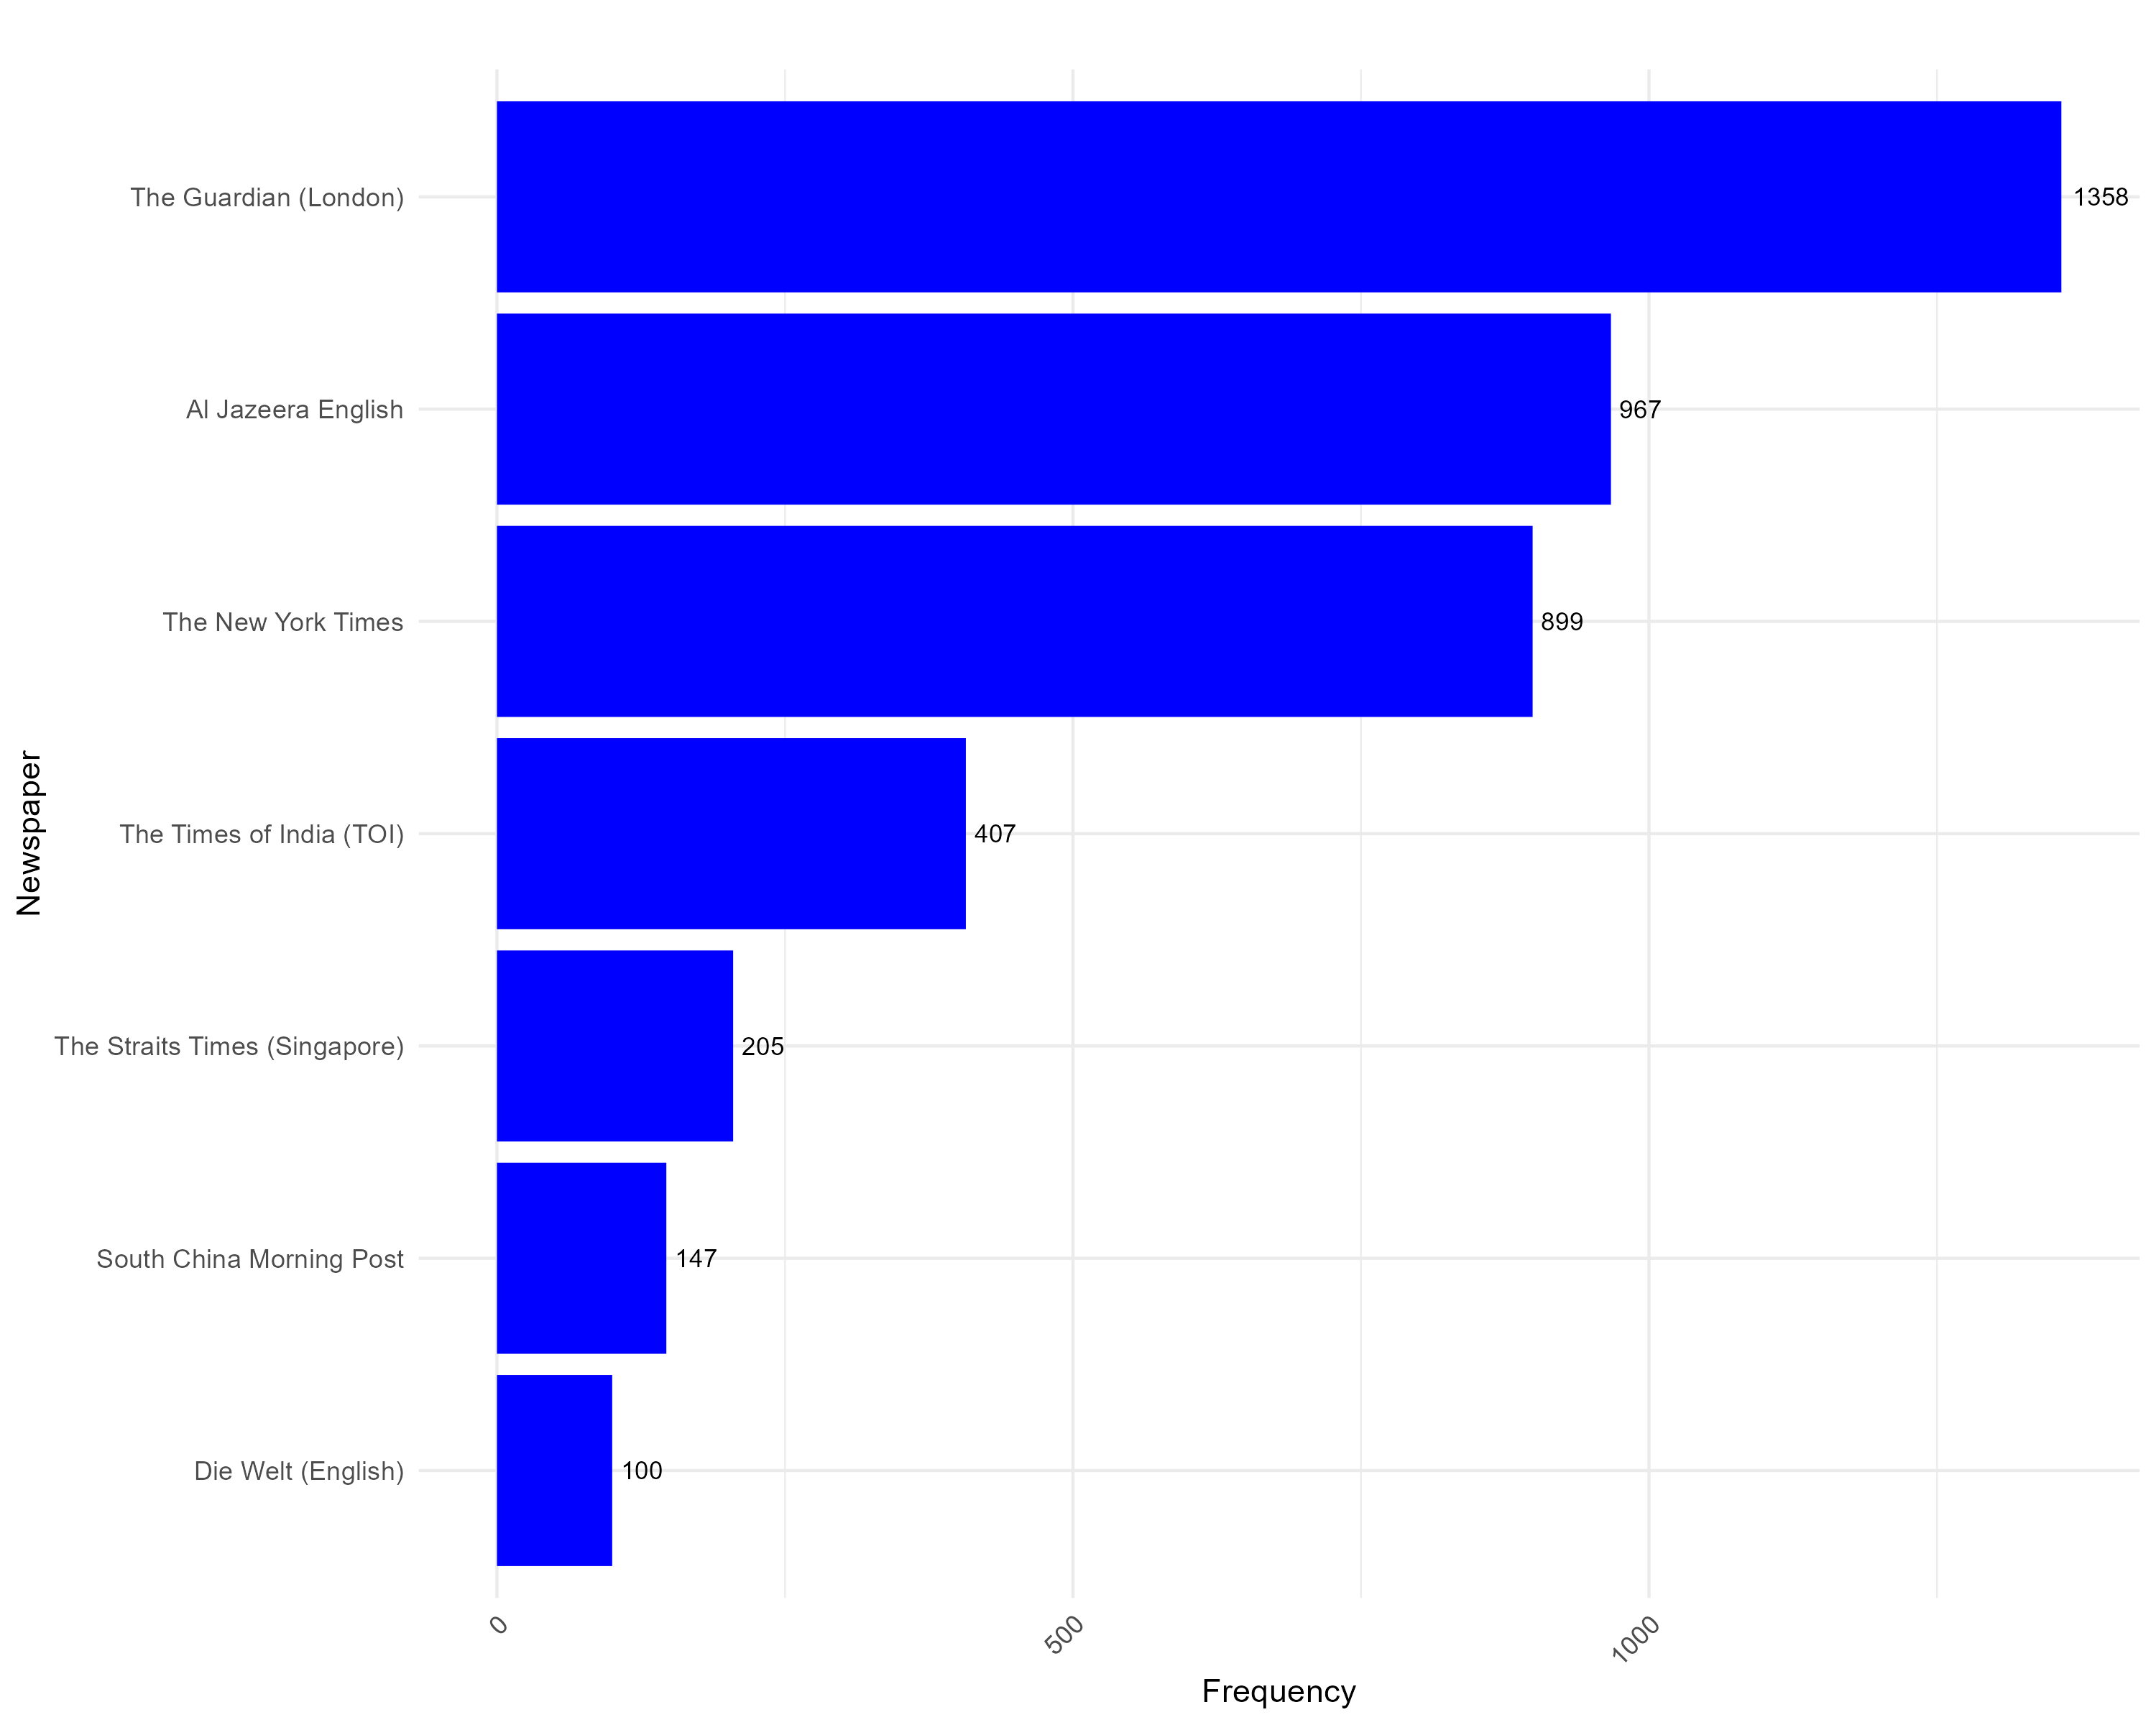 The Guardian (London)
1358
Al Jazeera English
967
The New York Times
899
The Times of India (TOI)
407
The Straits Times (Singapore)
205
South China Morning Post
147
Die Welt (English)
100
Newspaper
0
500
1000
Frequency